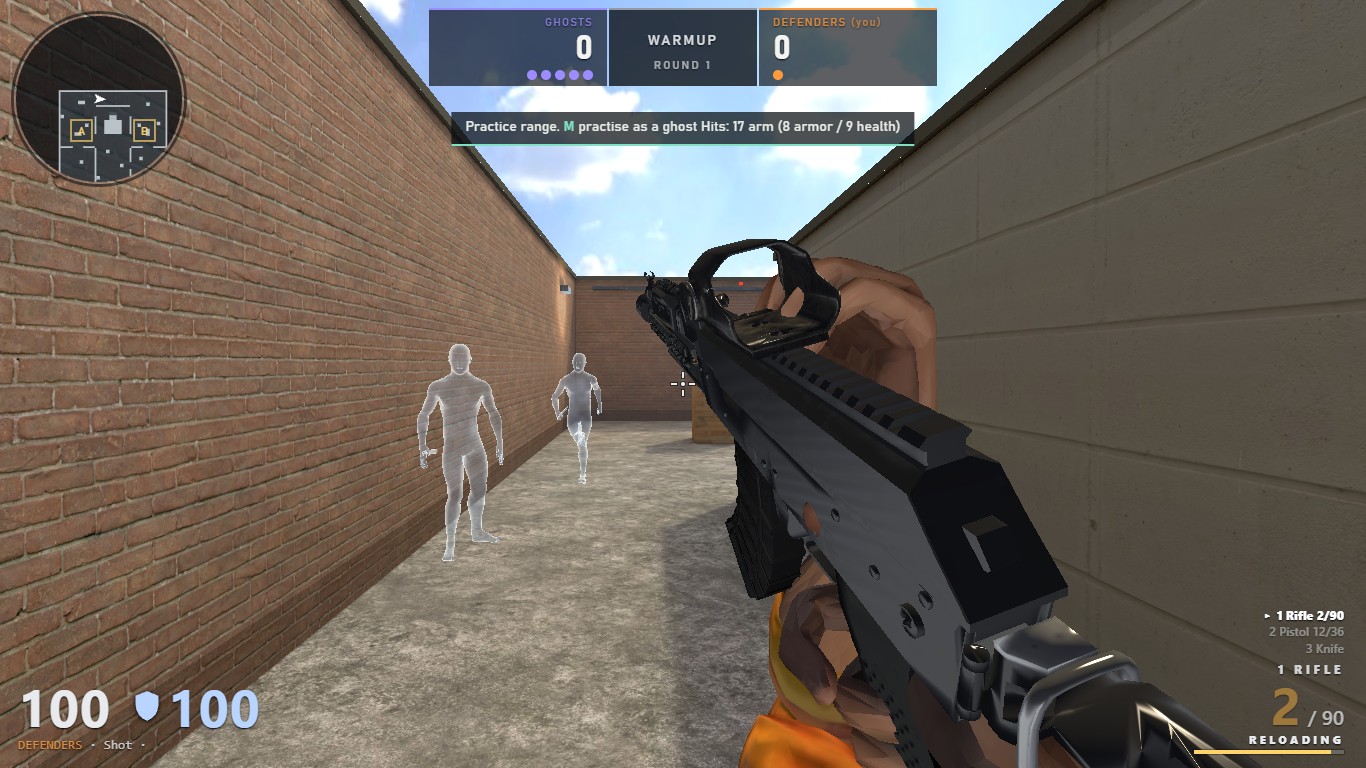 GHOSTS
0
WARMUP
ROUND 1
DEFENDERS (you)
0
Practice range. M practise as a ghost Hits: 17 arm (8 armor / 9 health)
A
B
1 Rifle 2/90
2 Pistol 12/36
3 Knife
1 RIFLE
2 / 90
RELOADING
100 100
DEFENDERS · Shot ·